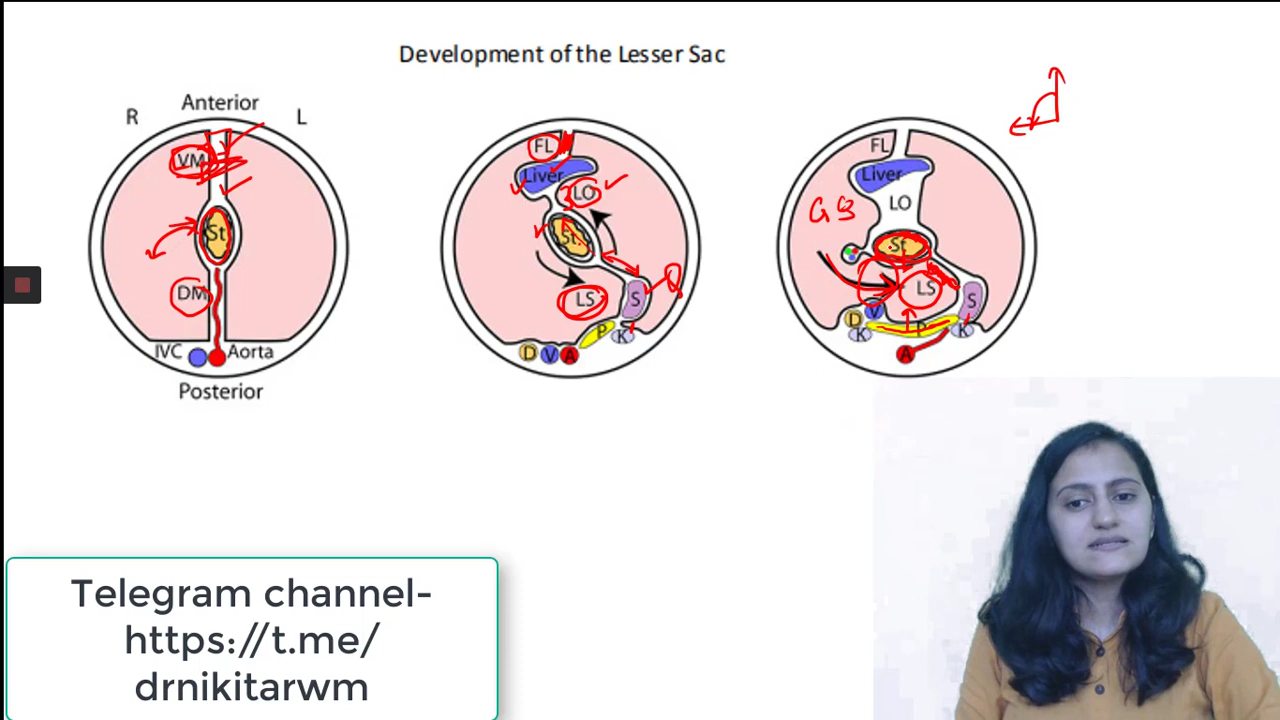 Development of the Lesser Sac
Anterior
R
L
VM
St
DM
IVC
Aorta
Posterior
FL
Liver
LO
St
LS
S
P
K
D
V
A
FL
Liver
GB
LO
St
LS
S
V
D
K
P
K
A
Telegram channel-
https://t.me/
drnikitarwm